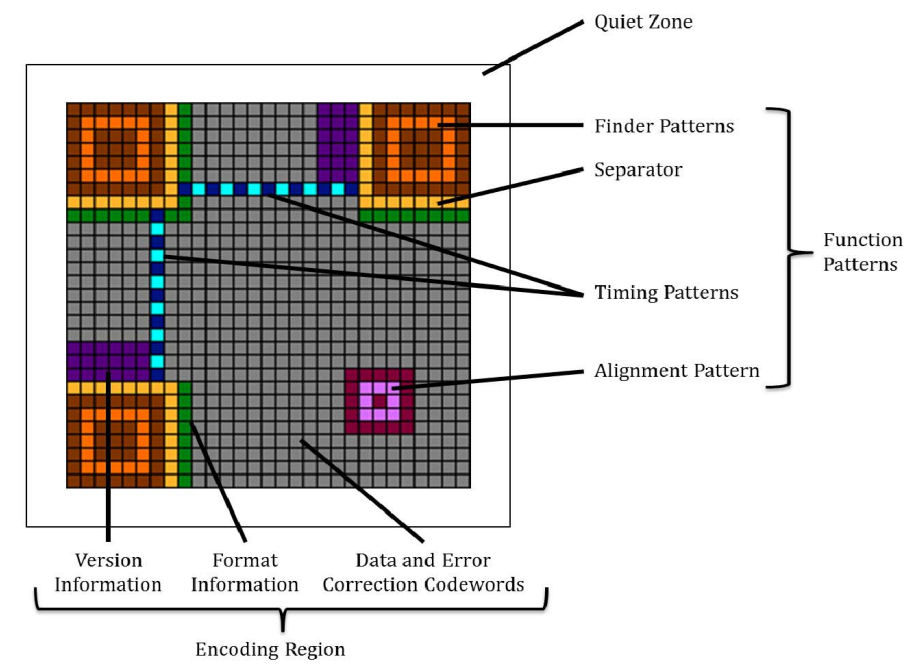 Quiet Zone
Finder Patterns
Separator
Function
Patterns
Timing Patterns
Alignment Pattern
Version
Information
Format
Information
Data and Error
Correction Codewords
Encoding Region